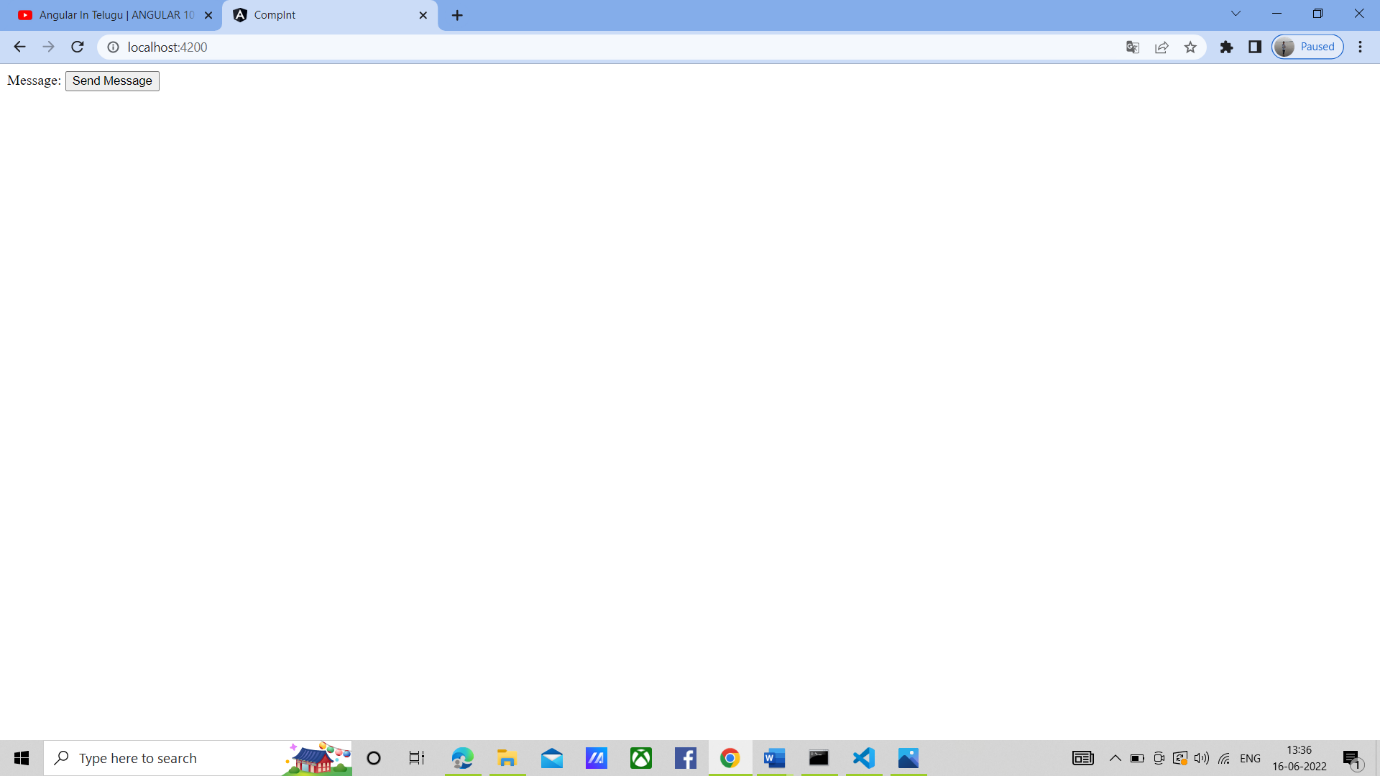 Angular In Telugu | ANGULAR 10
CompInt
localhost:4200
Paused
Message: Send Message
Type here to search
ENG
13:36
16-06-2022
1